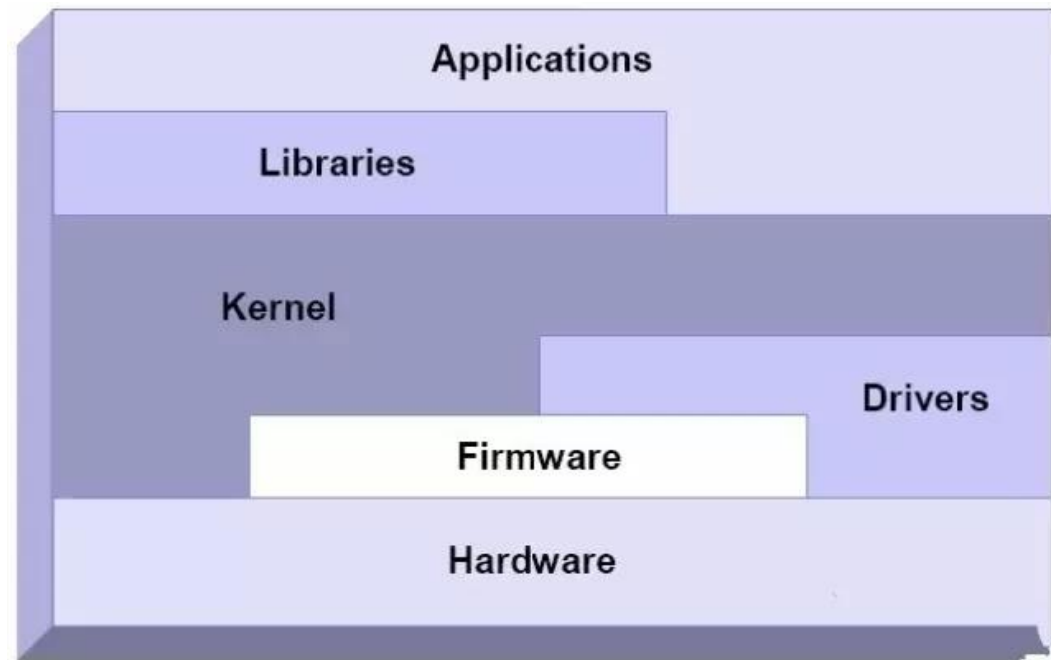 Applications
Libraries
Kernel
Drivers
Firmware
Hardware